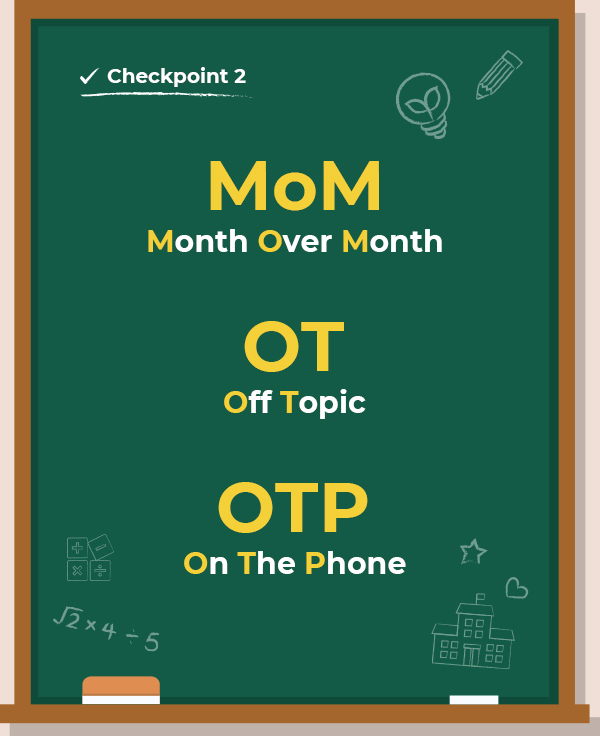 Checkpoint 2
MoM
Month Over Month
OT
Off Topic
OTP
On The Phone
√2 × 4 ÷ 5